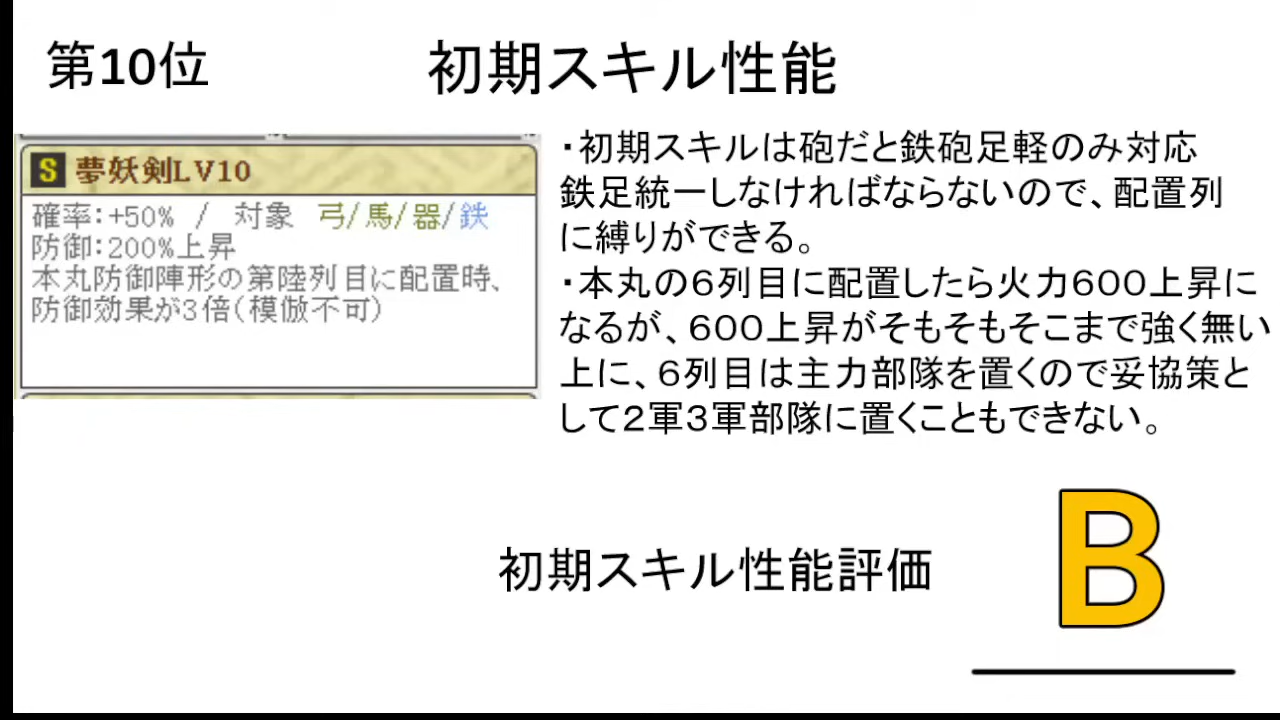 第10位
初期スキル性能
S 夢妖剣LV10
確率:+50% / 対象 弓/馬/器/鉄
防御:200%上昇
本丸防御陣形の第陸列目に配置時、
防御効果が3倍(模倣不可)
・初期スキルは砲だと鉄砲足軽のみ対応
鉄足統一しなければならないので、配置列
に縛りができる。
・本丸の６列目に配置したら火力６００上昇に
なるが、６００上昇がそもそもそこまで強く無い
上に、６列目は主力部隊を置くので妥協策と
して２軍３軍部隊に置くこともできない。
初期スキル性能評価
B